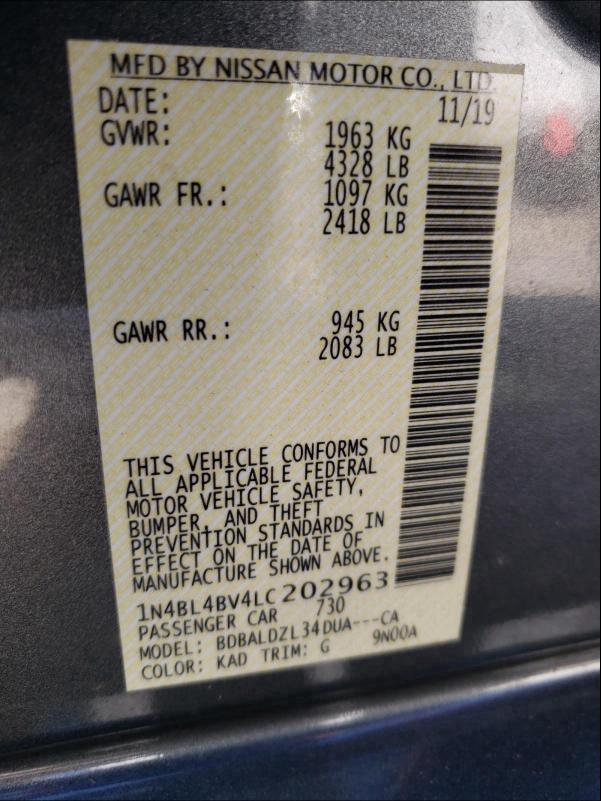 MFD BY NISSAN MOTOR CO., LTD.
DATE: 11/19
GVWR: 1963 KG
4328 LB
GAWR FR.: 1097 KG
2418 LB
GAWR RR.: 945 KG
2083 LB
THIS VEHICLE CONFORMS TO
ALL APPLICABLE FEDERAL
MOTOR VEHICLE SAFETY,
BUMPER, AND THEFT
PREVENTION STANDARDS IN
EFFECT ON THE DATE OF
MANUFACTURE SHOWN ABOVE.
1N4BL4BV4LC202963
PASSENGER CAR 730
MODEL: BDBALDZL34DUA---CA
COLOR: KAD TRIM: G 9N00A